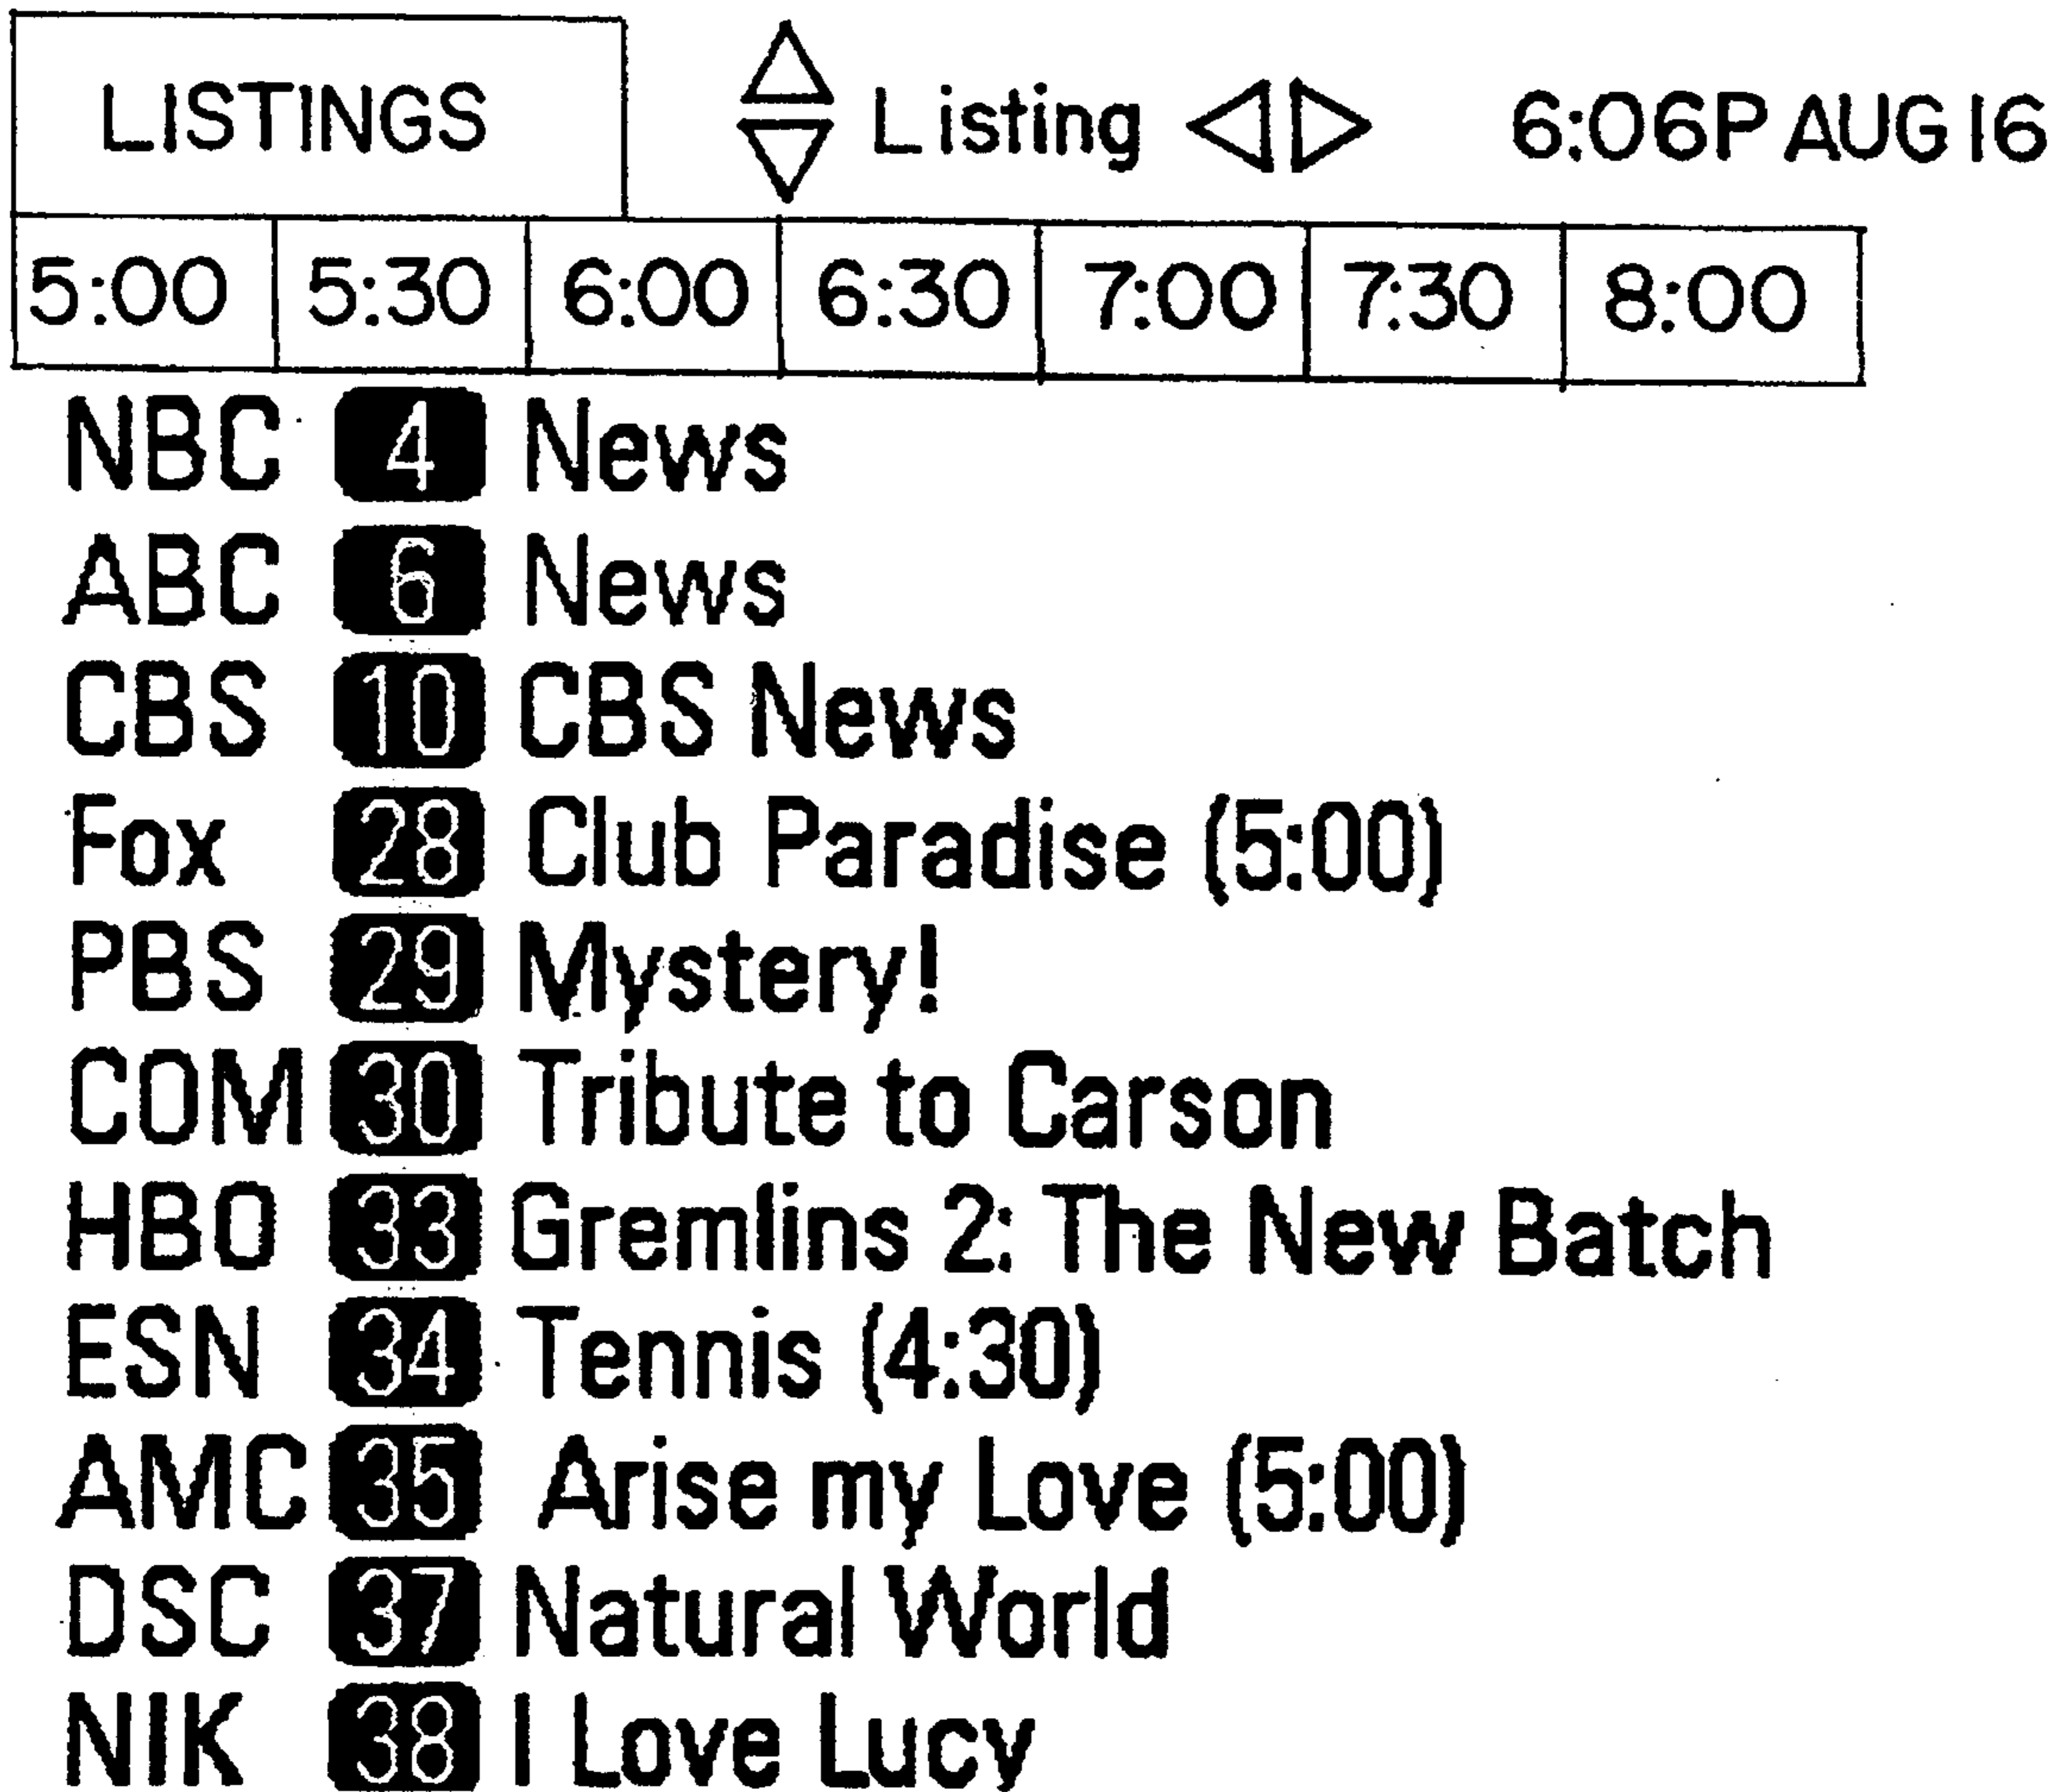 LISTINGS Listing 6:06P AUG 16
5:00 5:30 6:00 6:30 7:00 7:30 8:00
NBC 4 News
ABC 6 News
CBS 10 CBS News
Fox 28 Club Paradise (5:00)
PBS 29 Mystery!
COM 30 Tribute to Carson
HBO 33 Gremlins 2: The New Batch
ESN 34 Tennis (4:30)
AMC 35 Arise my Love (5:00)
DSC 37 Natural World
NIK 38 I Love Lucy